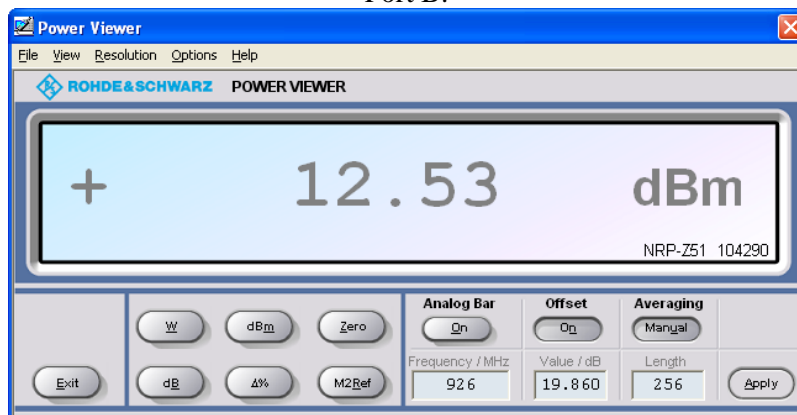 Port B.
Power Viewer
File View Resolution Options Help
ROHDE&SCHWARZ POWER VIEWER
+ 12.53 dBm
NRP-Z51 104290
Analog Bar Offset Averaging
W dBm Zero On On Manual
Frequency / MHz Value / dB Length
Exit dB Δ% M2Ref 926 19.860 256 Apply